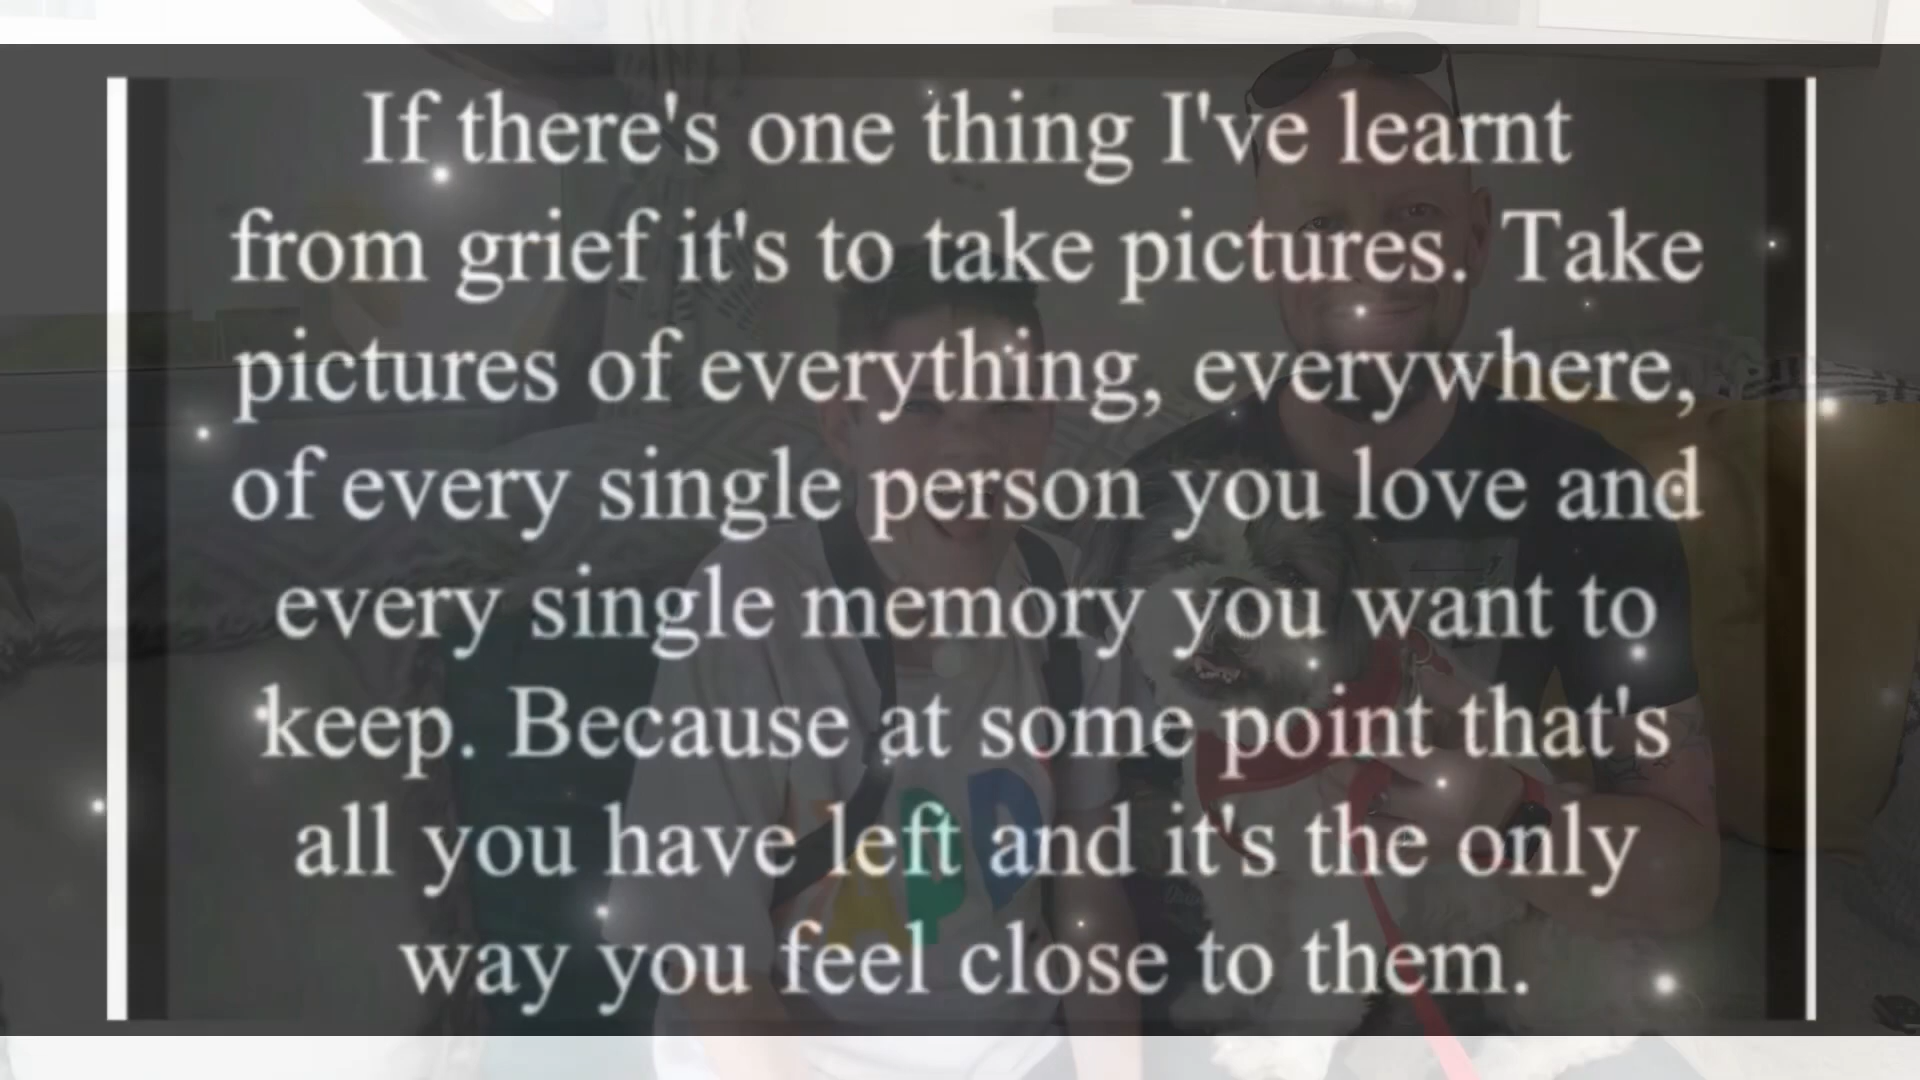 If there's one thing I've learnt
from grief it's to take pictures. Take
pictures of everything, everywhere,
of every single person you love and
every single memory you want to
keep. Because at some point that's
all you have left and it's the only
way you feel close to them.